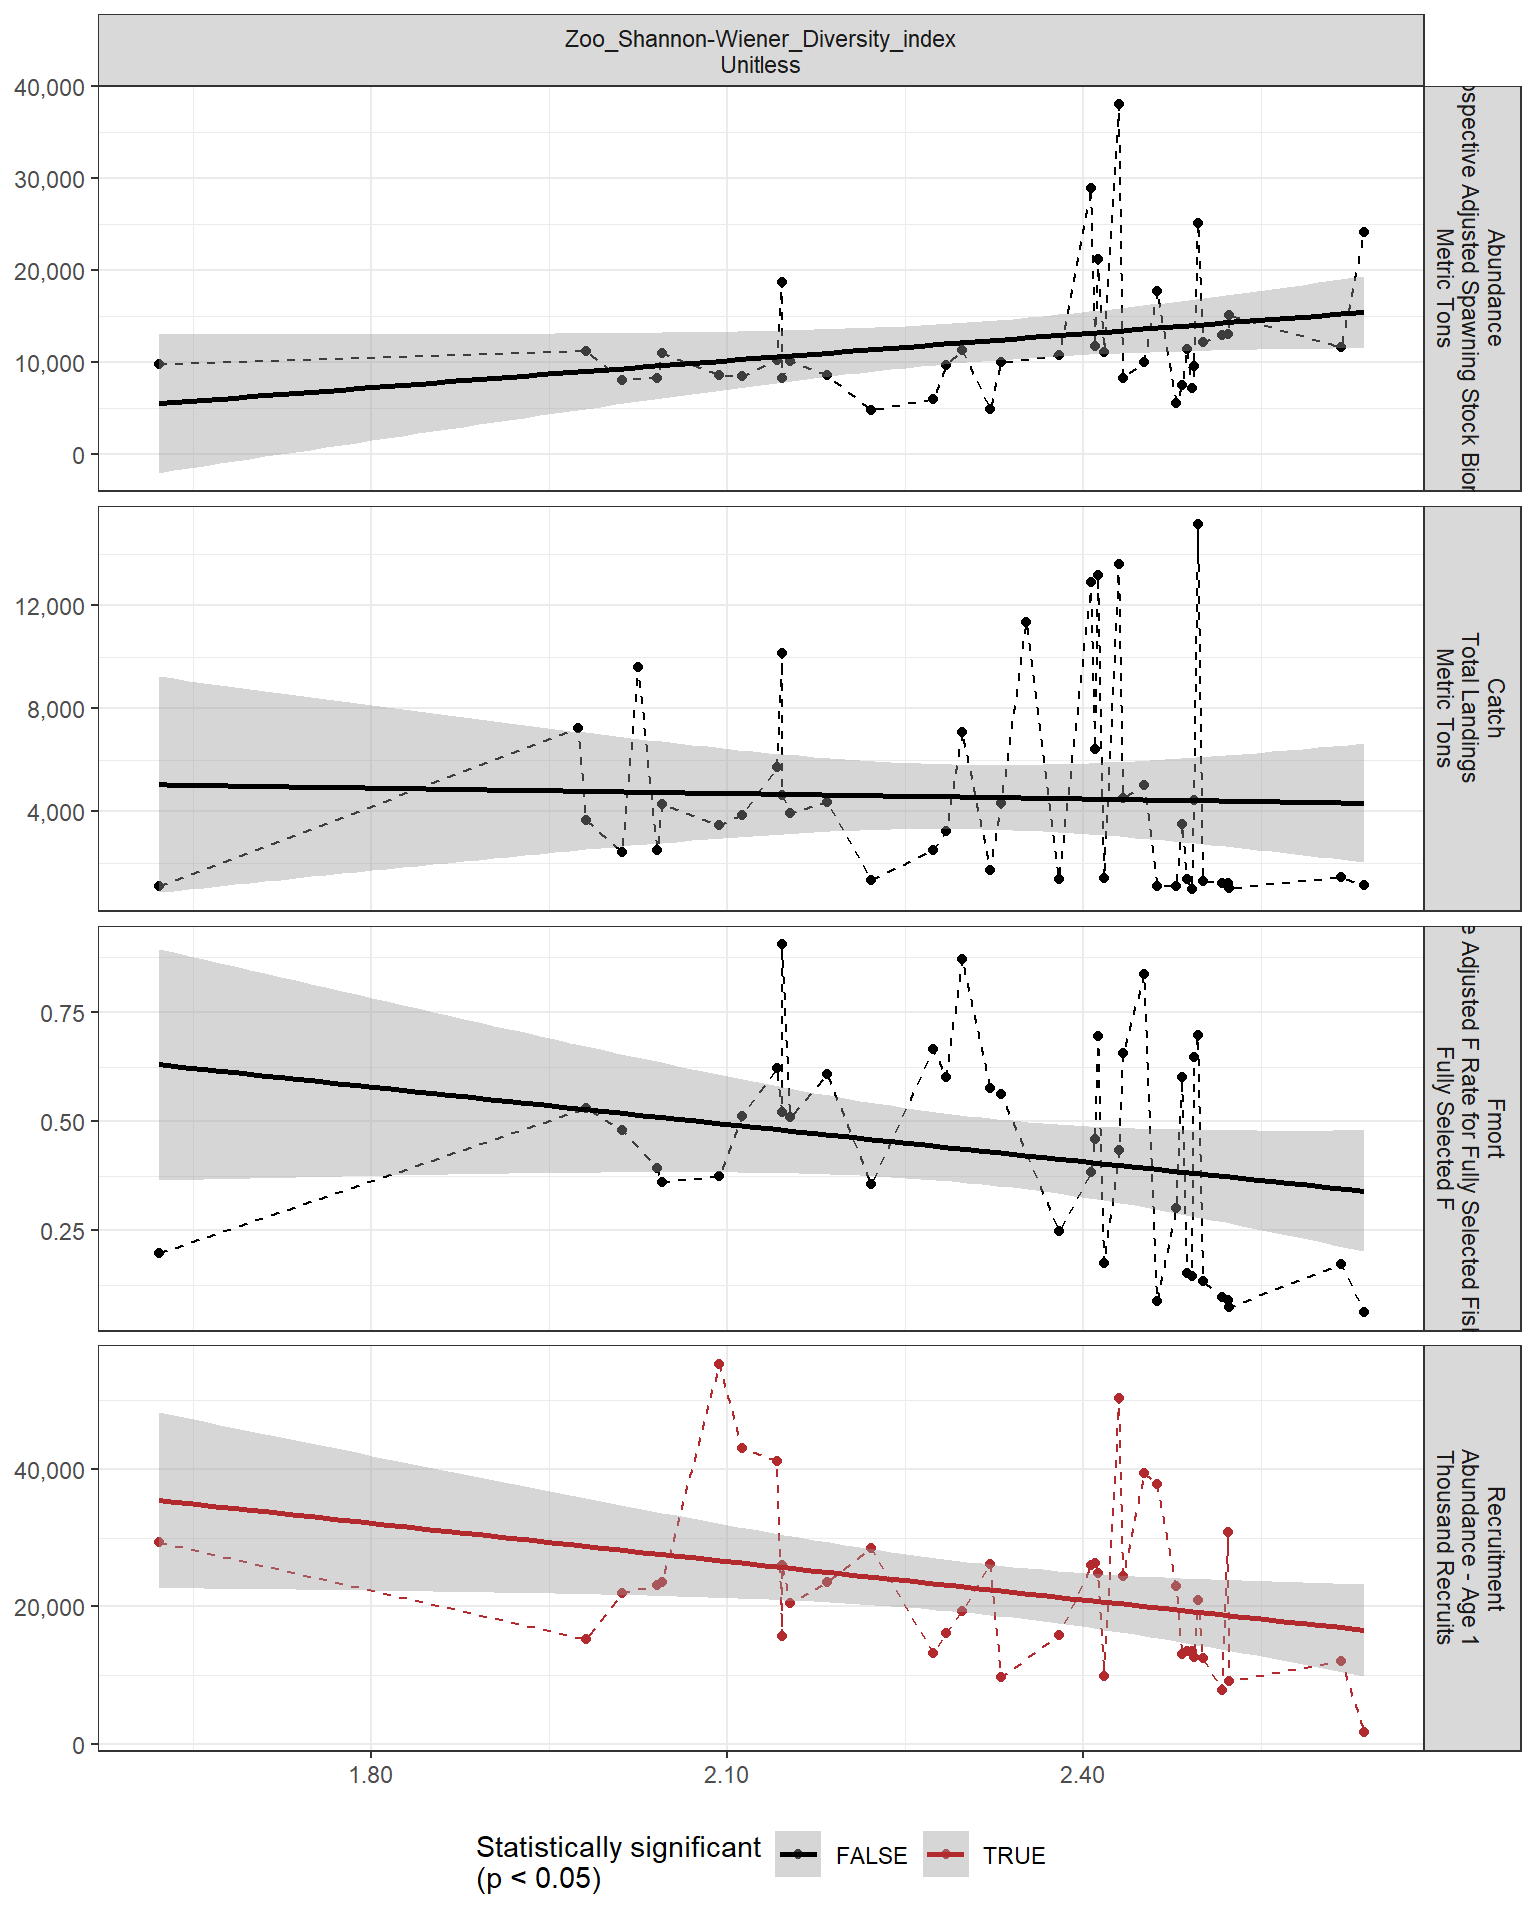 Zoo_Shannon-Wiener_Diversity_index
Unitless
40,000
30,000
20,000
10,000
0
Abundance
Adjusted Spawning Stock
Metric Tons
12,000
8,000
4,000
Catch
Total Landings
Metric Tons
0.75
0.50
0.25
Fmort
Adjusted F Rate for Fully Selected
Fully Selected F
40,000
20,000
0
Recruitment
Abundance - Age 1
Thousand Recruits
1.80
2.10
2.40
Statistically significant
(p < 0.05)
FALSE
TRUE